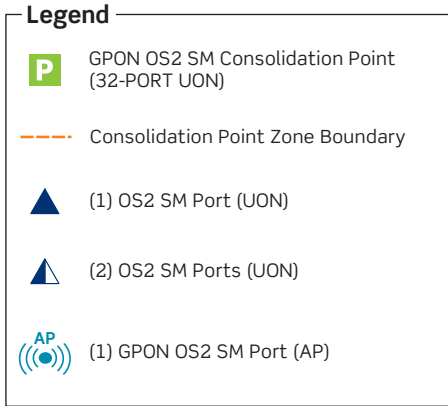 Legend
P
GPON OS2 SM Consolidation Point
(32-PORT UON)
Consolidation Point Zone Boundary
(1) OS2 SM Port (UON)
(2) OS2 SM Ports (UON)
AP
(1) GPON OS2 SM Port (AP)